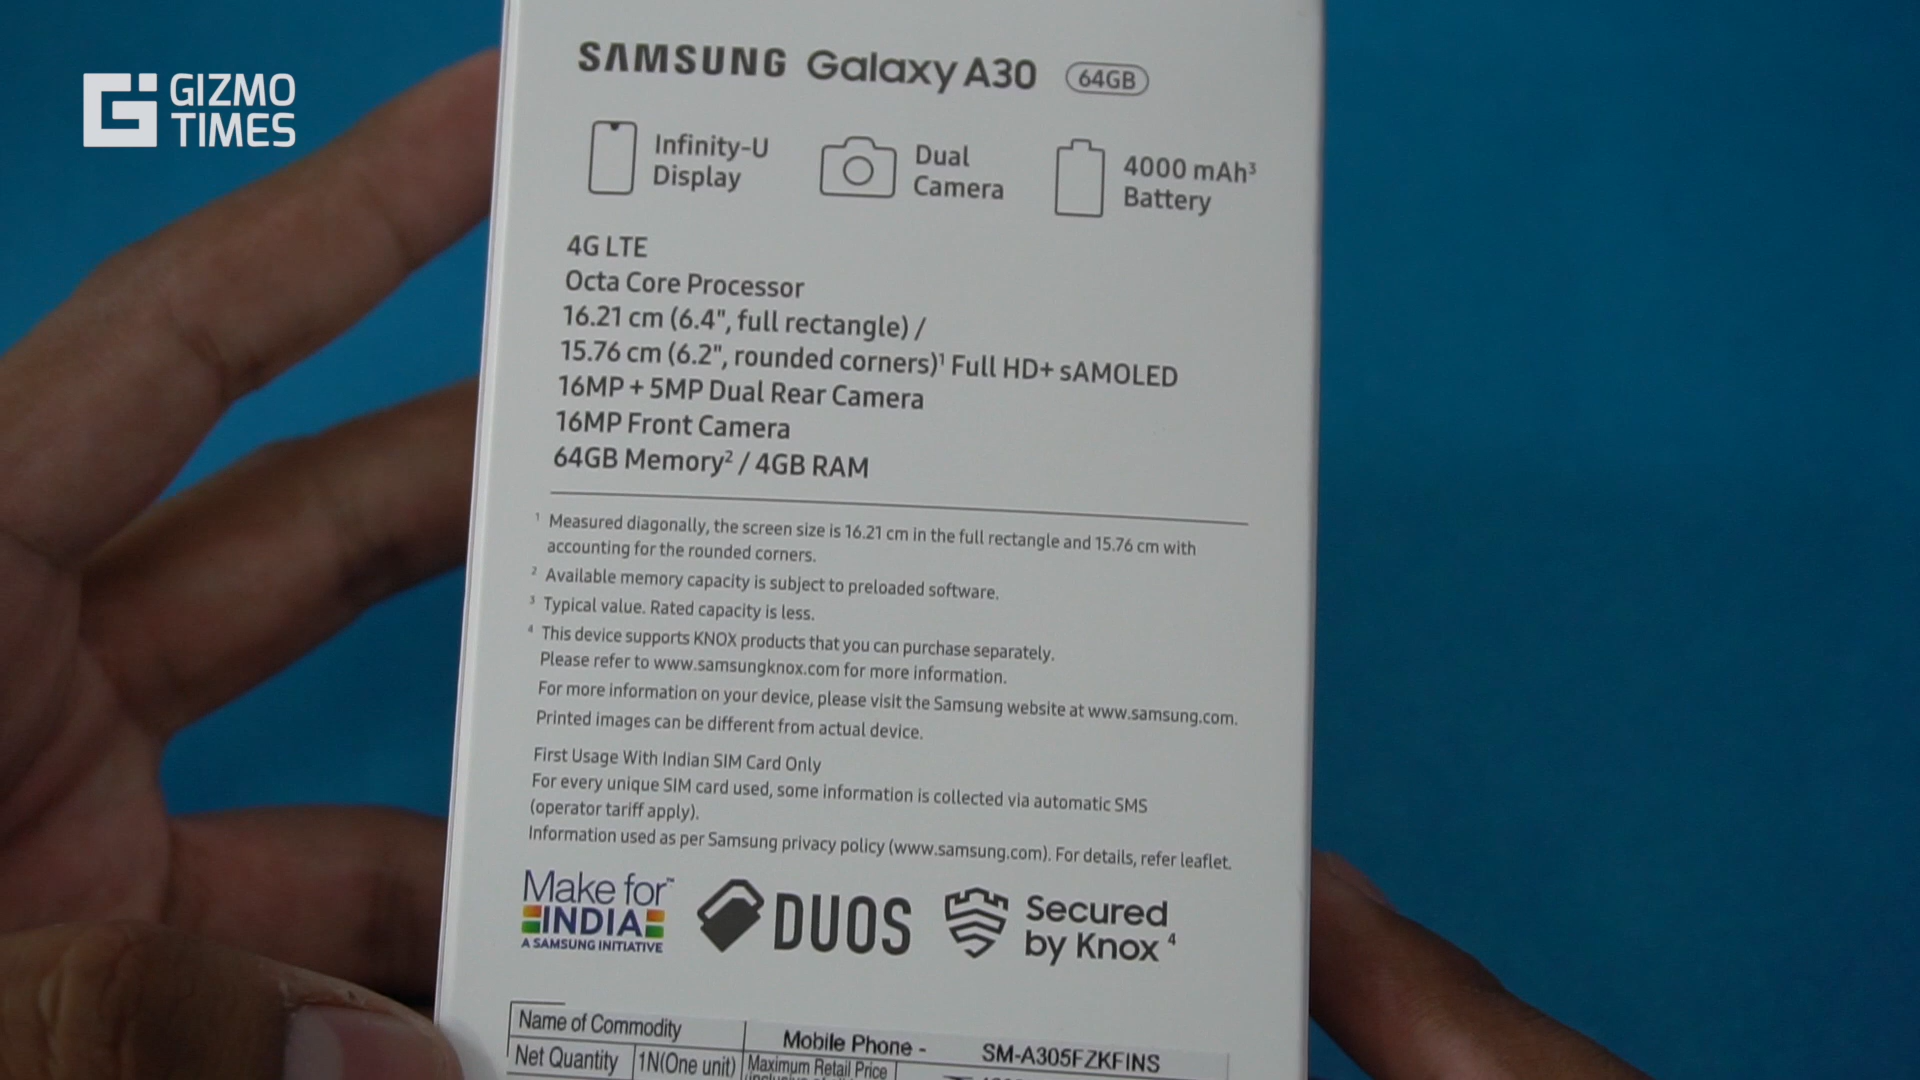 GIZMO
TIMES
SAMSUNG Galaxy A30 64GB
Infinity-U
Display
Dual
Camera
4000 mAh³
Battery
4G LTE
Octa Core Processor
16.21 cm (6.4", full rectangle) /
15.76 cm (6.2", rounded corners)¹ Full HD+ sAMOLED
16MP + 5MP Dual Rear Camera
16MP Front Camera
64GB Memory² / 4GB RAM
¹ Measured diagonally, the screen size is 16.21 cm in the full rectangle and 15.76 cm with
accounting for the rounded corners.
² Available memory capacity is subject to preloaded software.
³ Typical value. Rated capacity is less.
⁴ This device supports KNOX products that you can purchase separately.
Please refer to www.samsungknox.com for more information.
For more information on your device, please visit the Samsung website at www.samsung.com.
Printed images can be different from actual device.
First Usage With Indian SIM Card Only
For every unique SIM card used, some information is collected via automatic SMS
(operator tariff apply).
Information used as per Samsung privacy policy (www.samsung.com). For details, refer leaflet.
Make for™
INDIA
A SAMSUNG INITIATIVE
DUOS
Secured
by Knox ⁴
Name of Commodity
Mobile Phone - SM-A305FZKFINS
Net Quantity
1N(One unit)
Maximum Retail Price